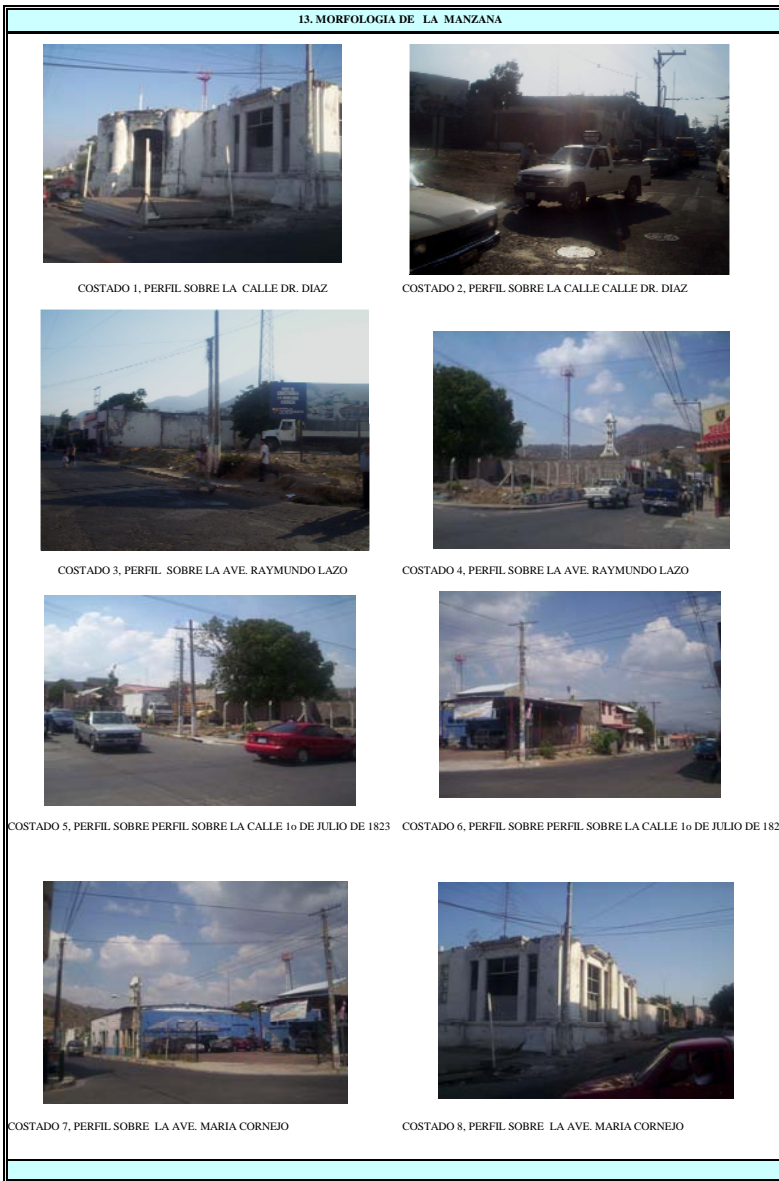 13. MORFOLOGIA DE LA MANZANA
COSTADO 1, PERFIL SOBRE LA CALLE DR. DIAZ
COSTADO 2, PERFIL SOBRE LA CALLE CALLE DR. DIAZ
COSTADO 3, PERFIL SOBRE LA AVE. RAYMUNDO LAZO
COSTADO 4, PERFIL SOBRE LA AVE. RAYMUNDO LAZO
COSTADO 5, PERFIL SOBRE PERFIL SOBRE LA CALLE 1o DE JULIO DE 1823
COSTADO 6, PERFIL SOBRE PERFIL SOBRE LA CALLE 1o DE JULIO DE 182
COSTADO 7, PERFIL SOBRE LA AVE. MARIA CORNEJO
COSTADO 8, PERFIL SOBRE LA AVE. MARIA CORNEJO